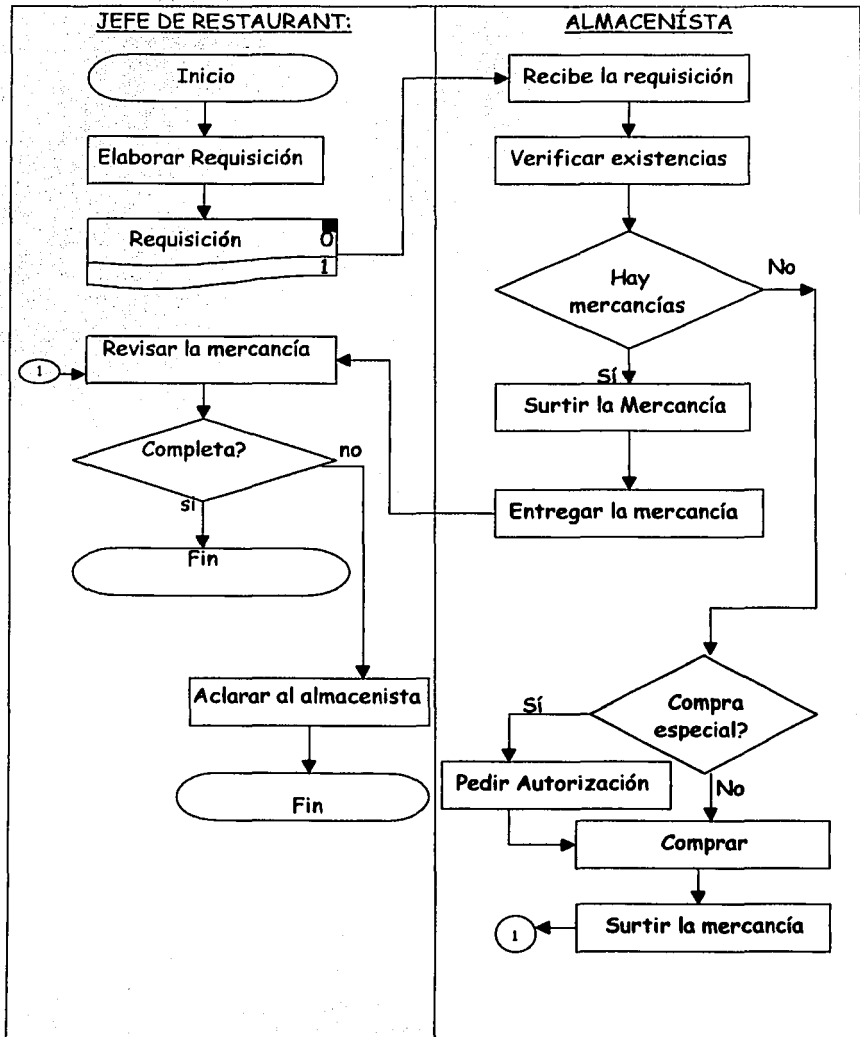 JEFE DE RESTAURANT:
Inicio
Elaborar Requisición
Requisición 0
1
Revisar la mercancía
1
Completa?
no
si
Fin
Aclarar al almacenista
Fin
ALMACENÍSTA
Recibe la requisición
Verificar existencias
Hay
mercancías
No
Sí
Surtir la Mercancía
Entregar la mercancía
Compra
especial?
Sí
No
Pedir Autorización
Comprar
Surtir la mercancía
1